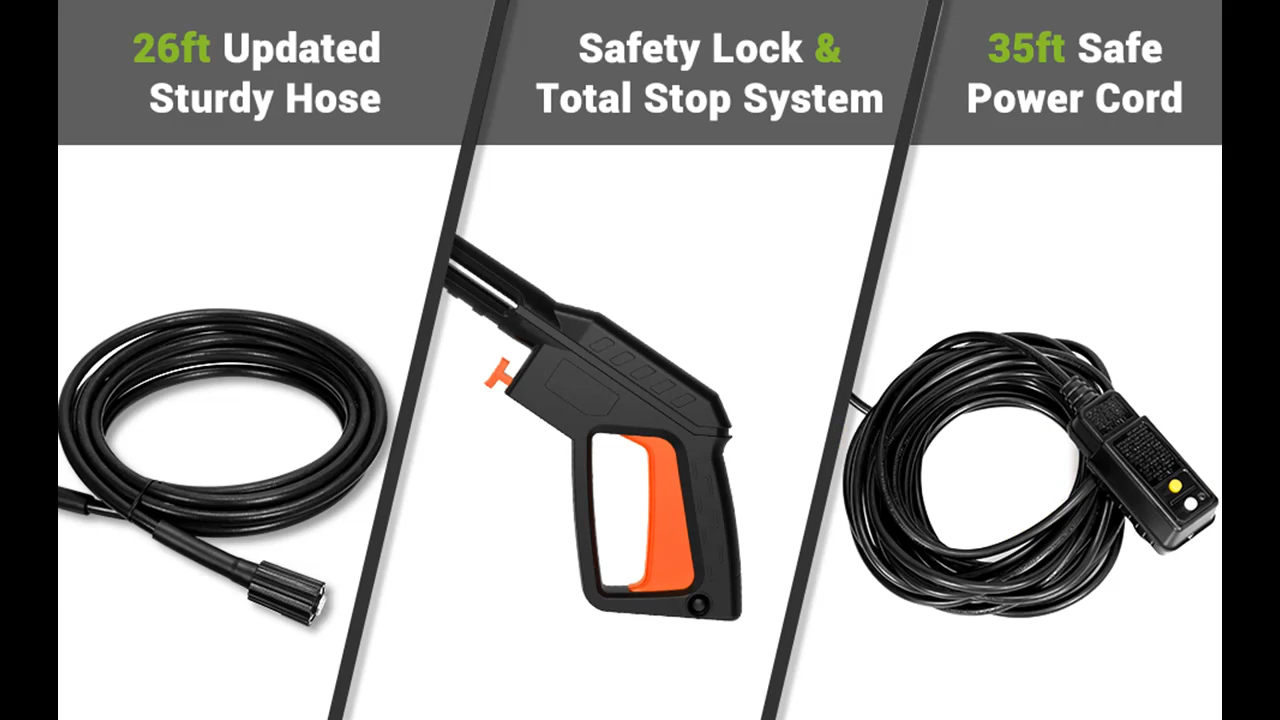 26ft Updated
Sturdy Hose
Safety Lock &
Total Stop System
35ft Safe
Power Cord